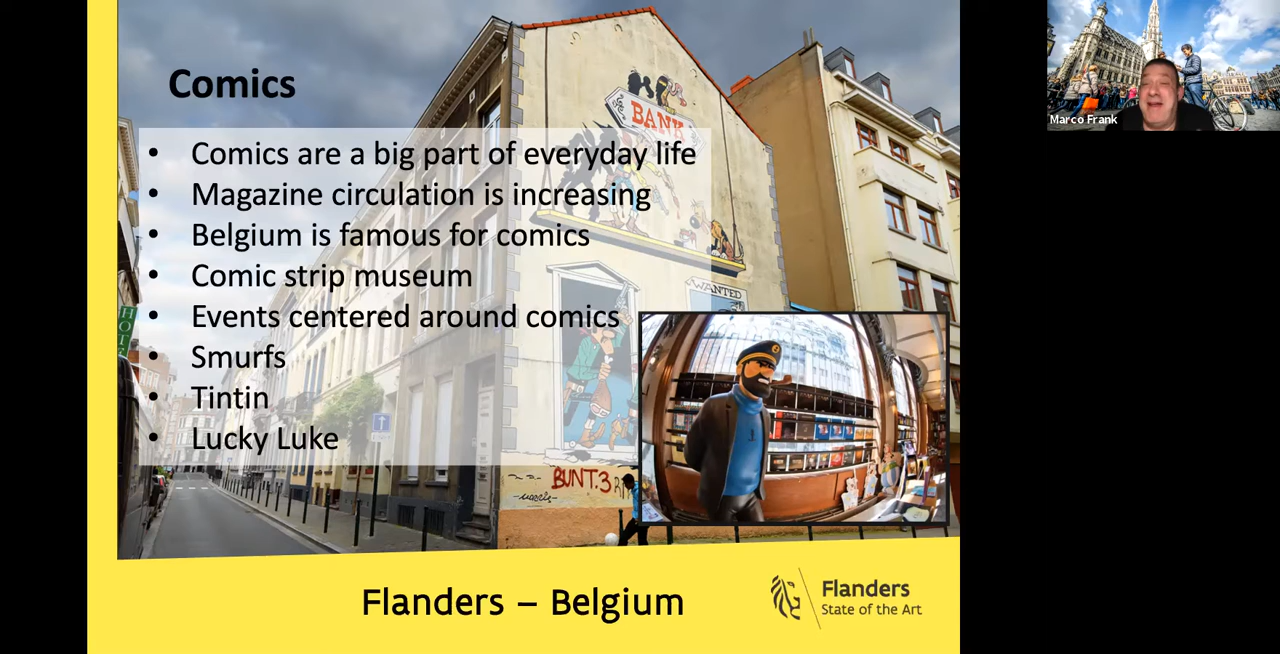 Comics
• Comics are a big part of everyday life
• Magazine circulation is increasing
• Belgium is famous for comics
• Comic strip museum
• Events centered around comics
• Smurfs
• Tintin
• Lucky Luke
BANK
WANTED
HOTE
BUNT.3
Marco Frank
Flanders – Belgium
Flanders
State of the Art